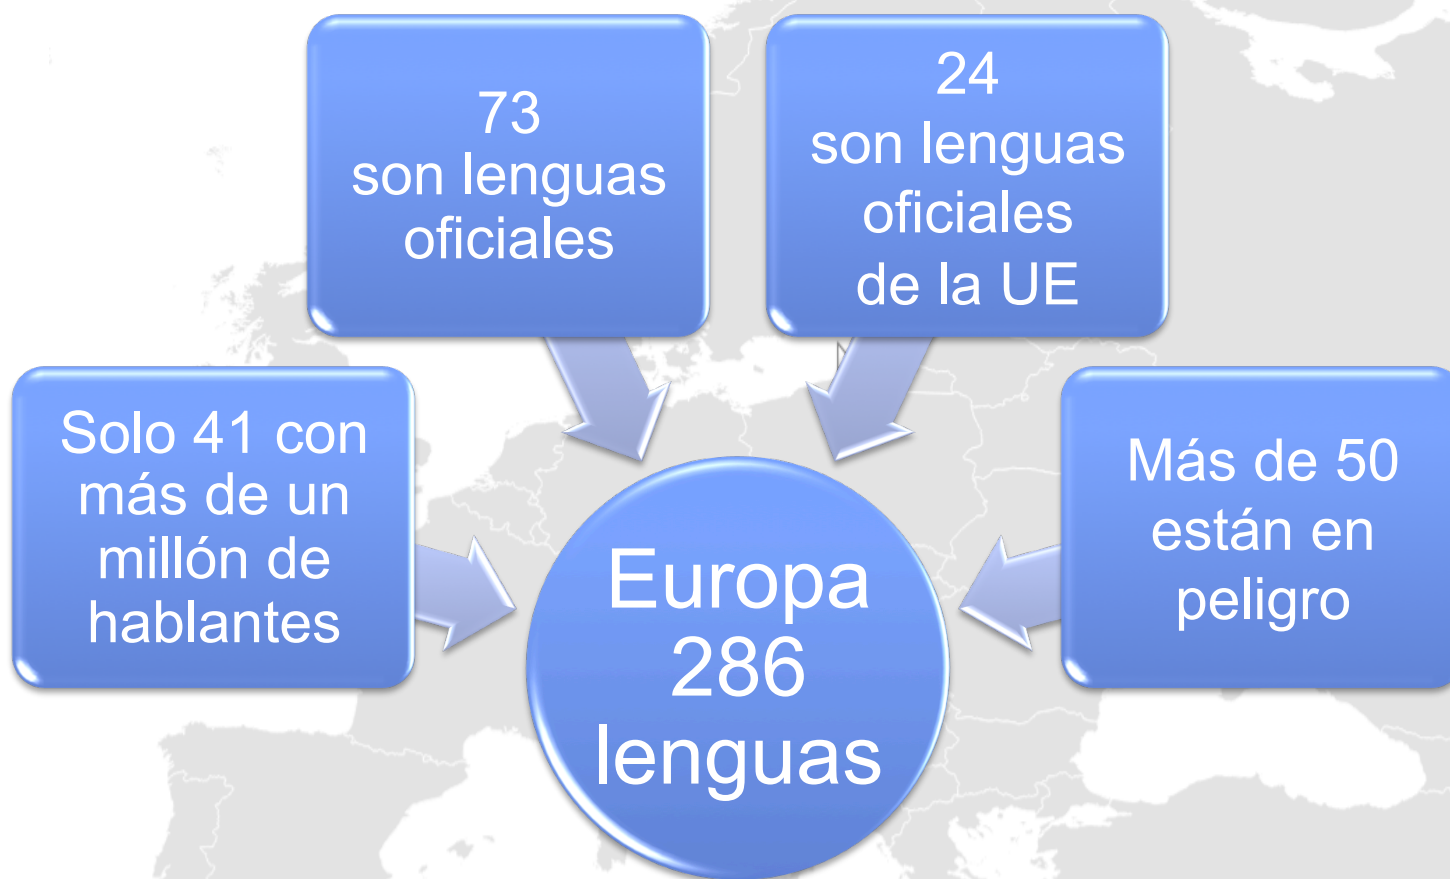 73
son lenguas
oficiales
24
son lenguas
oficiales
de la UE
Solo 41 con
más de un
millón de
hablantes
Más de 50
están en
peligro
Europa
286
lenguas